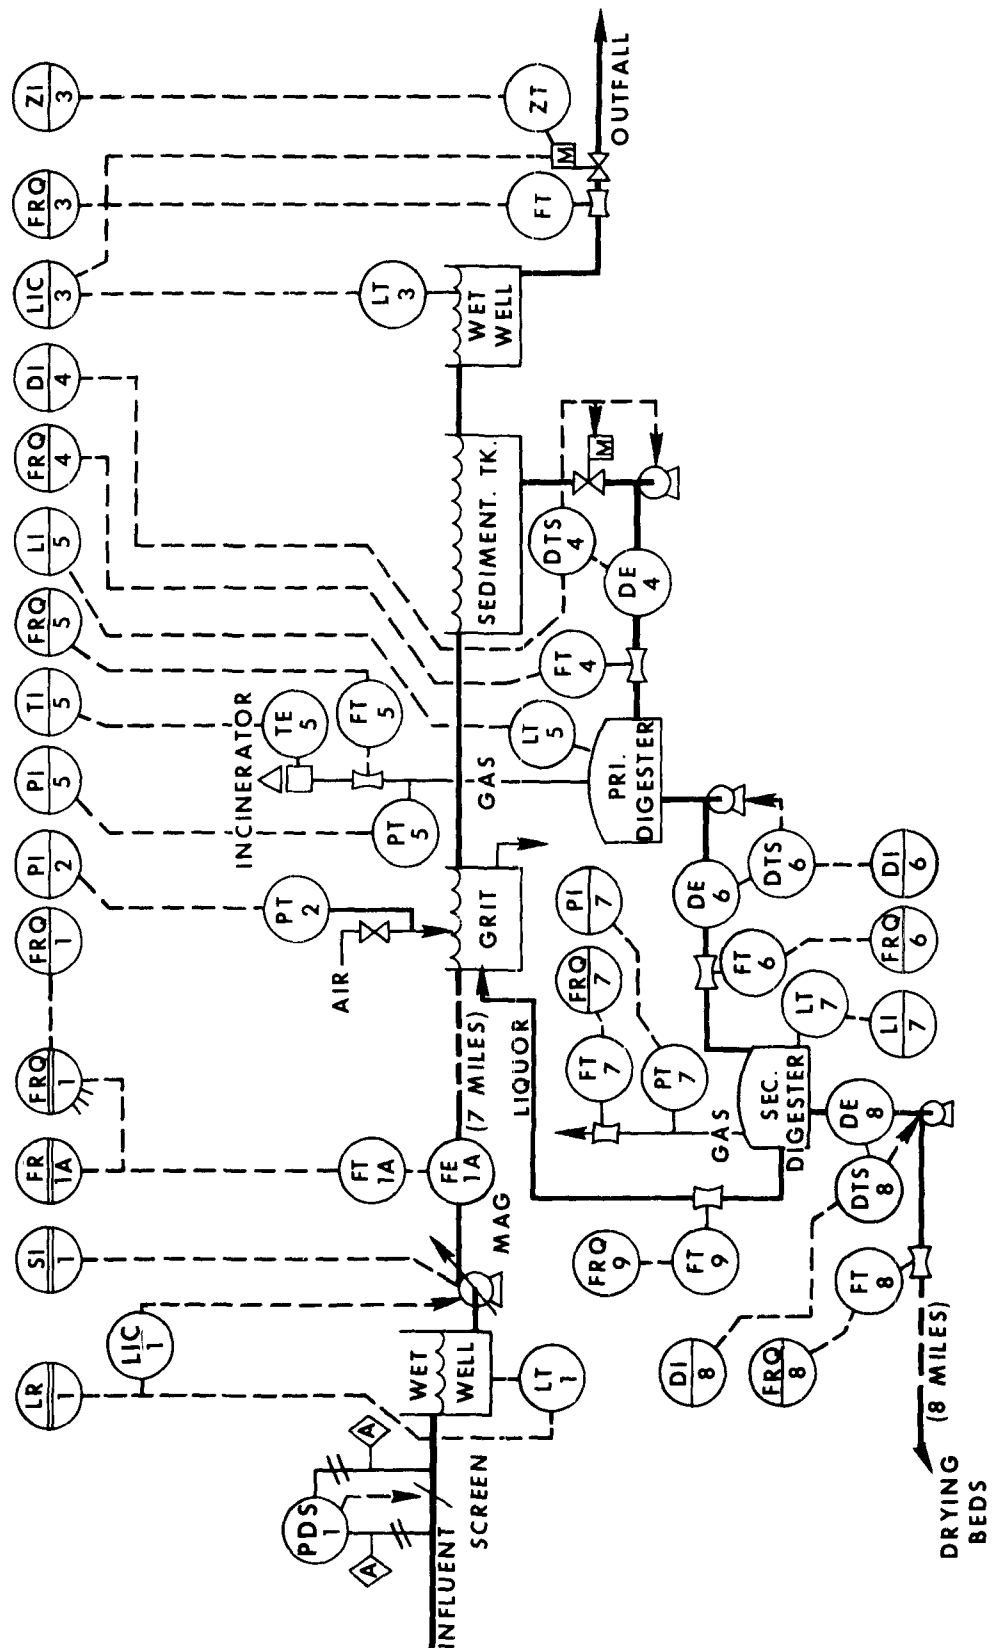 LR
1
SI
1
FR
1A
FRQ
1
FRQ
1
PI
2
PI
5
TI
5
FRQ
5
LI
5
FRQ
4
DI
4
LIC
3
FRQ
3
ZI
3
LIC
1
INCINERATOR
TE
5
PT
2
FT
5
PT
5
AIR
LT
3
PDS
1
A
A
FT
1A
FE
1A
MAG
(7 MILES)
INFLUENT
SCREEN
WET
WELL
LT
1
GRIT
GAS
SEDIMENT. TK.
WET
WELL
FT
ZT
M
OUTFALL
LIQUOR
LT
5
FT
4
DTS
4
M
DE
4
PRI.
DIGESTER
FRQ
7
PI
7
FT
7
PT
7
FRQ
9
FT
9
GAS
SEC.
DIGESTER
LT
7
LI
7
FT
6
DE
6
DTS
6
FRQ
6
DI
6
DI
8
FRQ
8
FT
8
DTS
8
DE
8
(8 MILES)
DRYING
BEDS